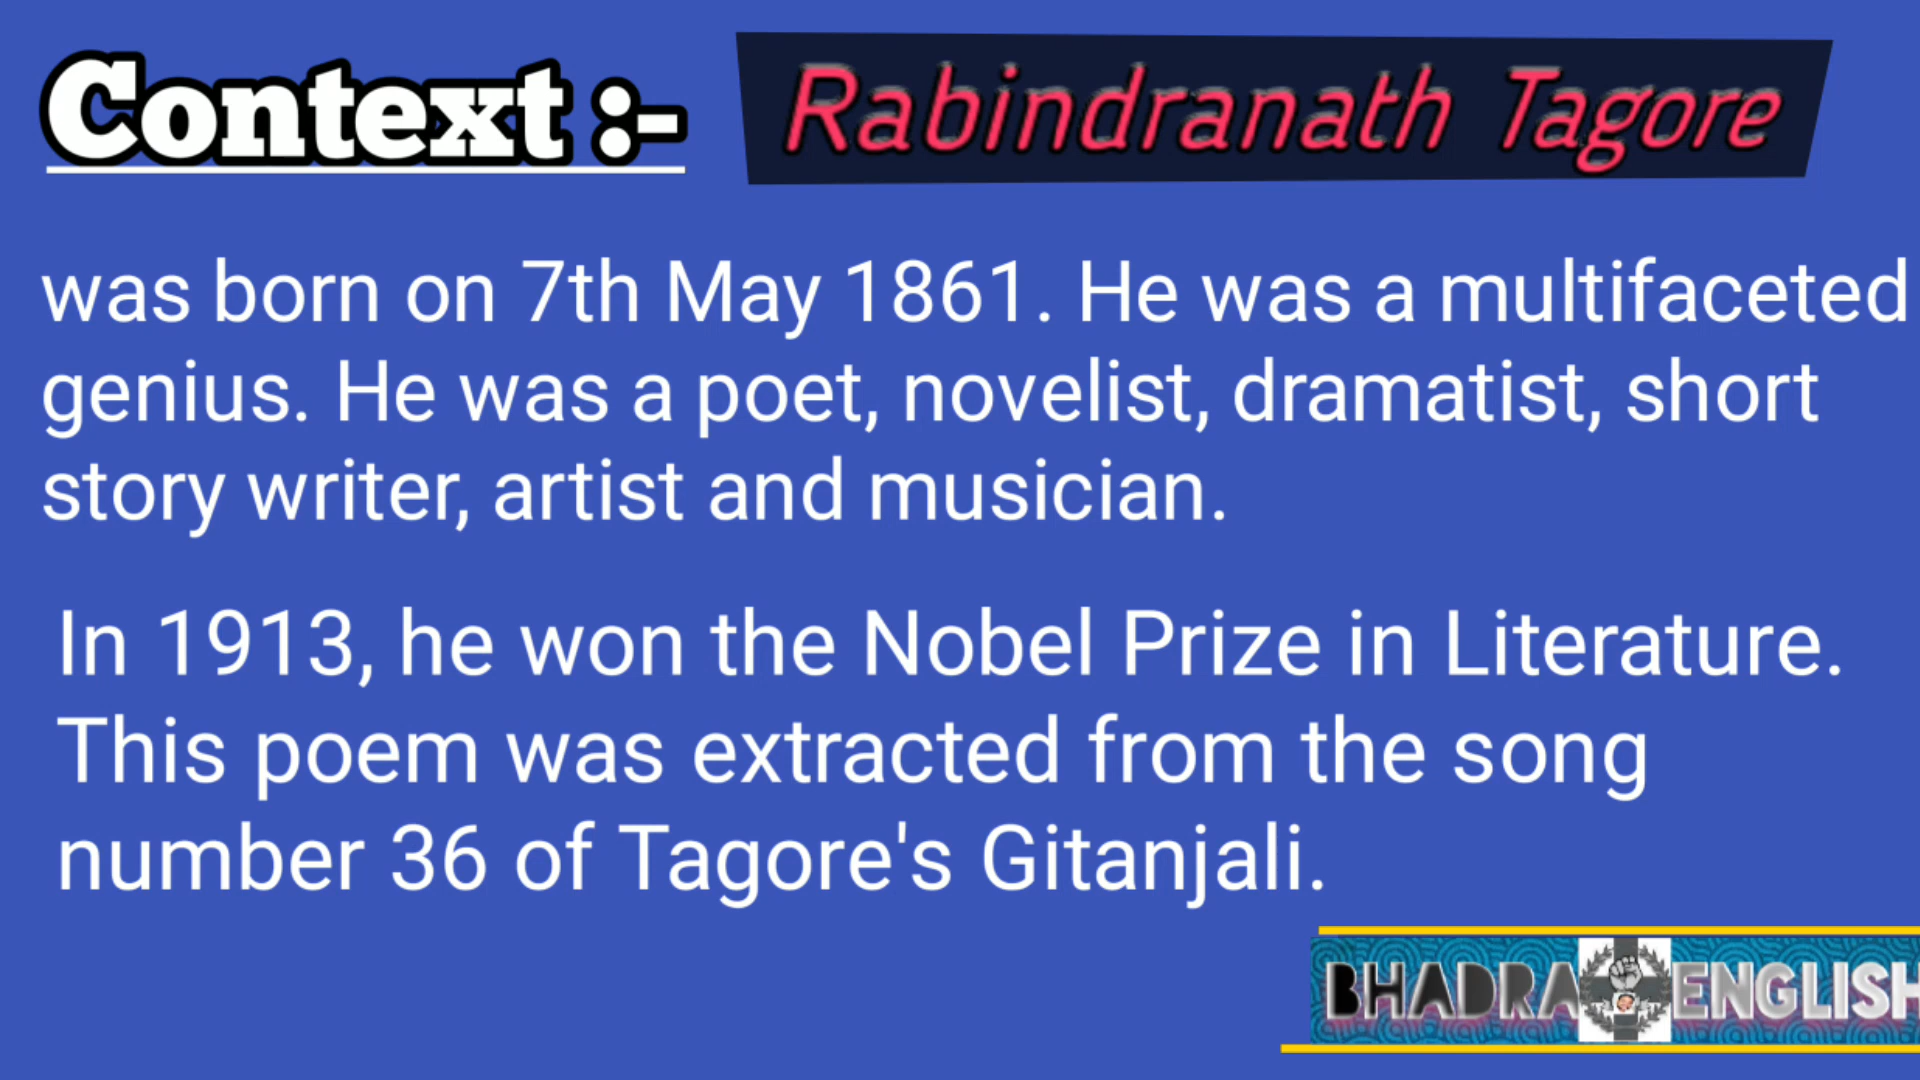 Context :-
Rabindranath Tagore
was born on 7th May 1861. He was a multifaceted
genius. He was a poet, novelist, dramatist, short
story writer, artist and musician.
In 1913, he won the Nobel Prize in Literature.
This poem was extracted from the song
number 36 of Tagore's Gitanjali.
BHADRA ENGLISH